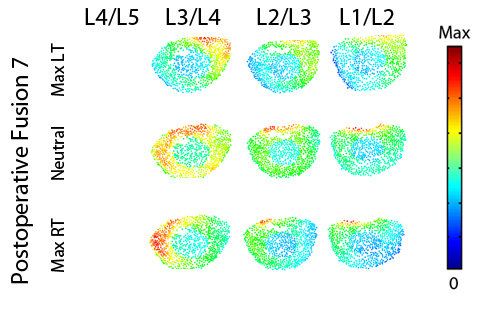 L4/L5 L3/L4 L2/L3 L1/L2
Max
Postoperative Fusion 7
Max LT
Neutral
Max RT
0